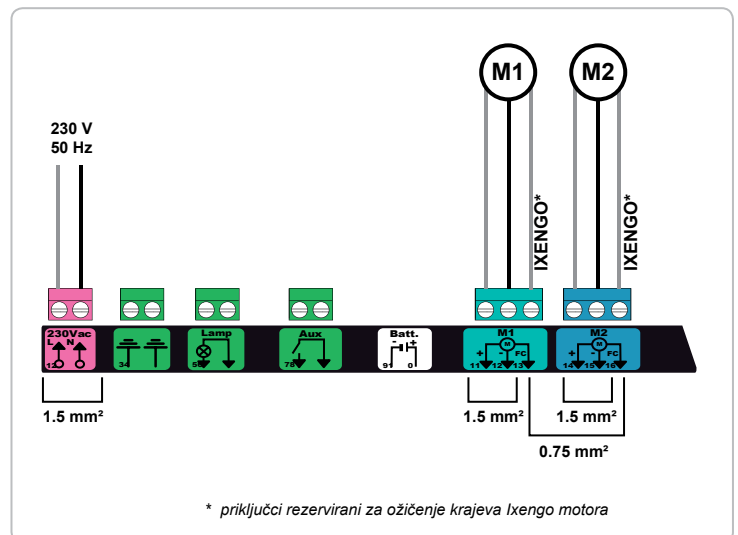 M1
M2
230 V
50 Hz
IXENGO*
IXENGO*
230Vac
L N
12
34
Lamp
56
Aux
78
Batt.
- +
91 0
M1
M
+ - FC
11 12 13
M2
M
+ - FC
14 15 16
1.5 mm²
1.5 mm²
1.5 mm²
0.75 mm²
* priključci rezervirani za ožičenje krajeva Ixengo motora